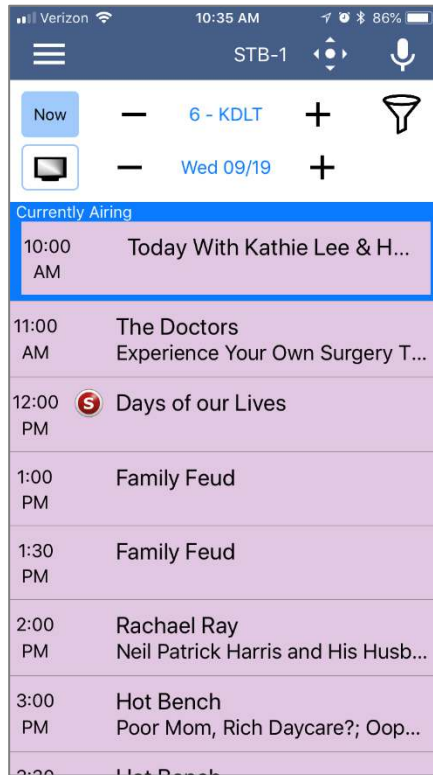 Verizon 10:35 AM 86%
STB-1
Now 6 - KDLT
Wed 09/19
Currently Airing
10:00 AM Today With Kathie Lee & H...
11:00 AM The Doctors
Experience Your Own Surgery T...
12:00 PM S Days of our Lives
1:00 PM Family Feud
1:30 PM Family Feud
2:00 PM Rachael Ray
Neil Patrick Harris and His Husb...
3:00 PM Hot Bench
Poor Mom, Rich Daycare?; Oop...